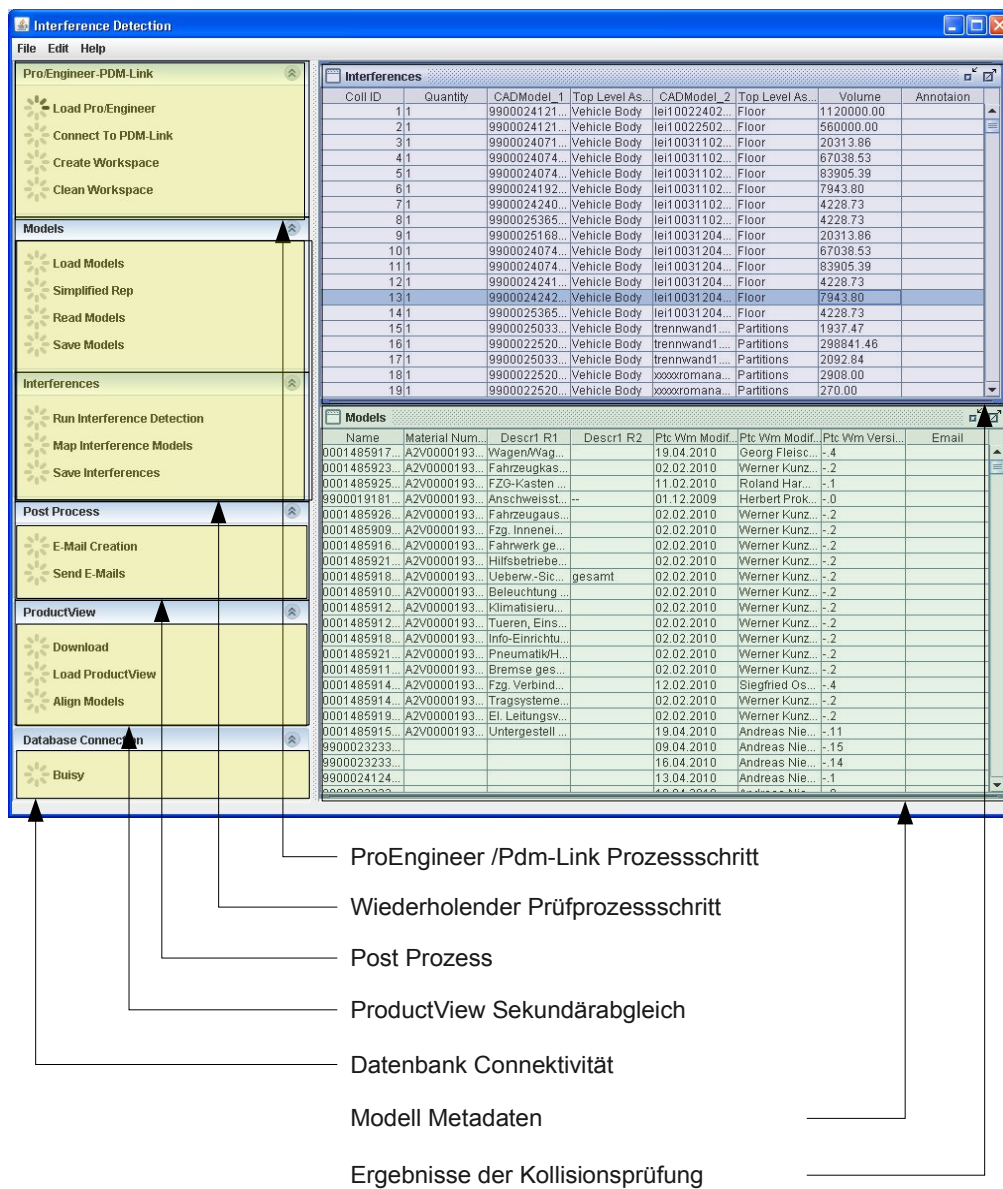 Interference Detection
File Edit Help
Pro/Engineer-PDM-Link
Load Pro/Engineer
Connect To PDM-Link
Create Workspace
Clean Workspace
Models
Load Models
Simplified Rep
Read Models
Save Models
Interferences
Run Interference Detection
Map Interference Models
Save Interferences
Post Process
E-Mail Creation
Send E-Mails
ProductView
Download
Load ProductView
Align Models
Database Connection
Buisy
Interferences
Coll ID Quantity CADModel_1 Top Level As... CADModel_2 Top Level As... Volume Annotaion
1 1 9900024121... Vehicle Body lei10022402... Floor 1120000.00
2 1 9900024121... Vehicle Body lei10022502... Floor 560000.00
3 1 9900024071... Vehicle Body lei10031102... Floor 20313.86
4 1 9900024074... Vehicle Body lei10031102... Floor 67038.53
5 1 9900024074... Vehicle Body lei10031102... Floor 83905.39
6 1 9900024192... Vehicle Body lei10031102... Floor 7943.80
7 1 9900024240... Vehicle Body lei10031102... Floor 4228.73
8 1 9900025365... Vehicle Body lei10031102... Floor 4228.73
9 1 9900025168... Vehicle Body lei10031204... Floor 20313.86
10 1 9900024074... Vehicle Body lei10031204... Floor 67038.53
11 1 9900024074... Vehicle Body lei10031204... Floor 83905.39
12 1 9900024241... Vehicle Body lei10031204... Floor 4228.73
13 1 9900024242... Vehicle Body lei10031204... Floor 7943.80
14 1 9900025365... Vehicle Body lei10031204... Floor 4228.73
15 1 9900025033... Vehicle Body trennwand1.... Partitions 1937.47
16 1 9900022520... Vehicle Body trennwand1.... Partitions 298841.46
17 1 9900025033... Vehicle Body trennwand1.... Partitions 2092.84
18 1 9900022520... Vehicle Body xxxxxromana... Partitions 2908.00
19 1 9900022520... Vehicle Body xxxxxromana... Partitions 270.00
Models
Name Material Num... Descr1 R1 Descr1 R2 Ptc Wm Modif... Ptc Wm Modif... Ptc Wm Versi... Email
0001485917... A2V0000193... Wagen/Wag... 19.04.2010 Georg Fleisc... -.4
0001485923... A2V0000193... Fahrzeugkas... 02.02.2010 Werner Kunz... -.2
0001485925... A2V0000193... FZG-Kasten ... 11.02.2010 Roland Har... -.1
9900019181... A2V0000193... Anschweisst... -- 01.12.2009 Herbert Prok... -.0
0001485926... A2V0000193... Fahrzeugaus... 02.02.2010 Werner Kunz... -.2
0001485909... A2V0000193... Fzg. Innenei... 02.02.2010 Werner Kunz... -.2
0001485916... A2V0000193... Fahrwerk ge... 02.02.2010 Werner Kunz... -.2
0001485921... A2V0000193... Hilfsbetriebe... 02.02.2010 Werner Kunz... -.2
0001485918... A2V0000193... Ueberw.-Sic... gesamt 02.02.2010 Werner Kunz... -.2
0001485910... A2V0000193... Beleuchtung ... 02.02.2010 Werner Kunz... -.2
0001485912... A2V0000193... Klimatisieru... 02.02.2010 Werner Kunz... -.2
0001485912... A2V0000193... Tueren, Eins... 02.02.2010 Werner Kunz... -.2
0001485918... A2V0000193... Info-Einrichtu... 02.02.2010 Werner Kunz... -.2
0001485921... A2V0000193... Pneumatik/H... 02.02.2010 Werner Kunz... -.2
0001485911... A2V0000193... Bremse ges... 02.02.2010 Werner Kunz... -.2
0001485914... A2V0000193... Fzg. Verbind... 12.02.2010 Siegfried Os... -.4
0001485914... A2V0000193... Tragsysteme... 02.02.2010 Werner Kunz... -.2
0001485919... A2V0000193... El. Leitungsv... 02.02.2010 Werner Kunz... -.2
0001485915... A2V0000193... Untergestell ... 19.04.2010 Andreas Nie... -.11
9900023233... 09.04.2010 Andreas Nie... -.15
9900023233... 16.04.2010 Andreas Nie... -.14
9900024124... 13.04.2010 Andreas Nie... -.1
ProEngineer /Pdm-Link Prozessschritt
Wiederholender Prüfprozessschritt
Post Prozess
ProductView Sekundärabgleich
Datenbank Connektivität
Modell Metadaten
Ergebnisse der Kollisionsprüfung